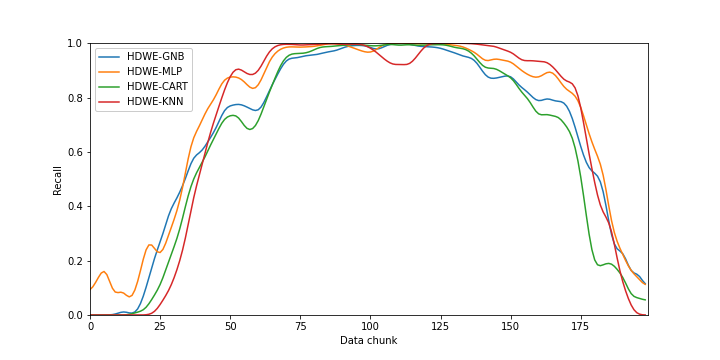 1.0
0.8
0.6
0.4
0.2
0.0
Recall
HDWE-GNB
HDWE-MLP
HDWE-CART
HDWE-KNN
0 25 50 75 100 125 150 175
Data chunk